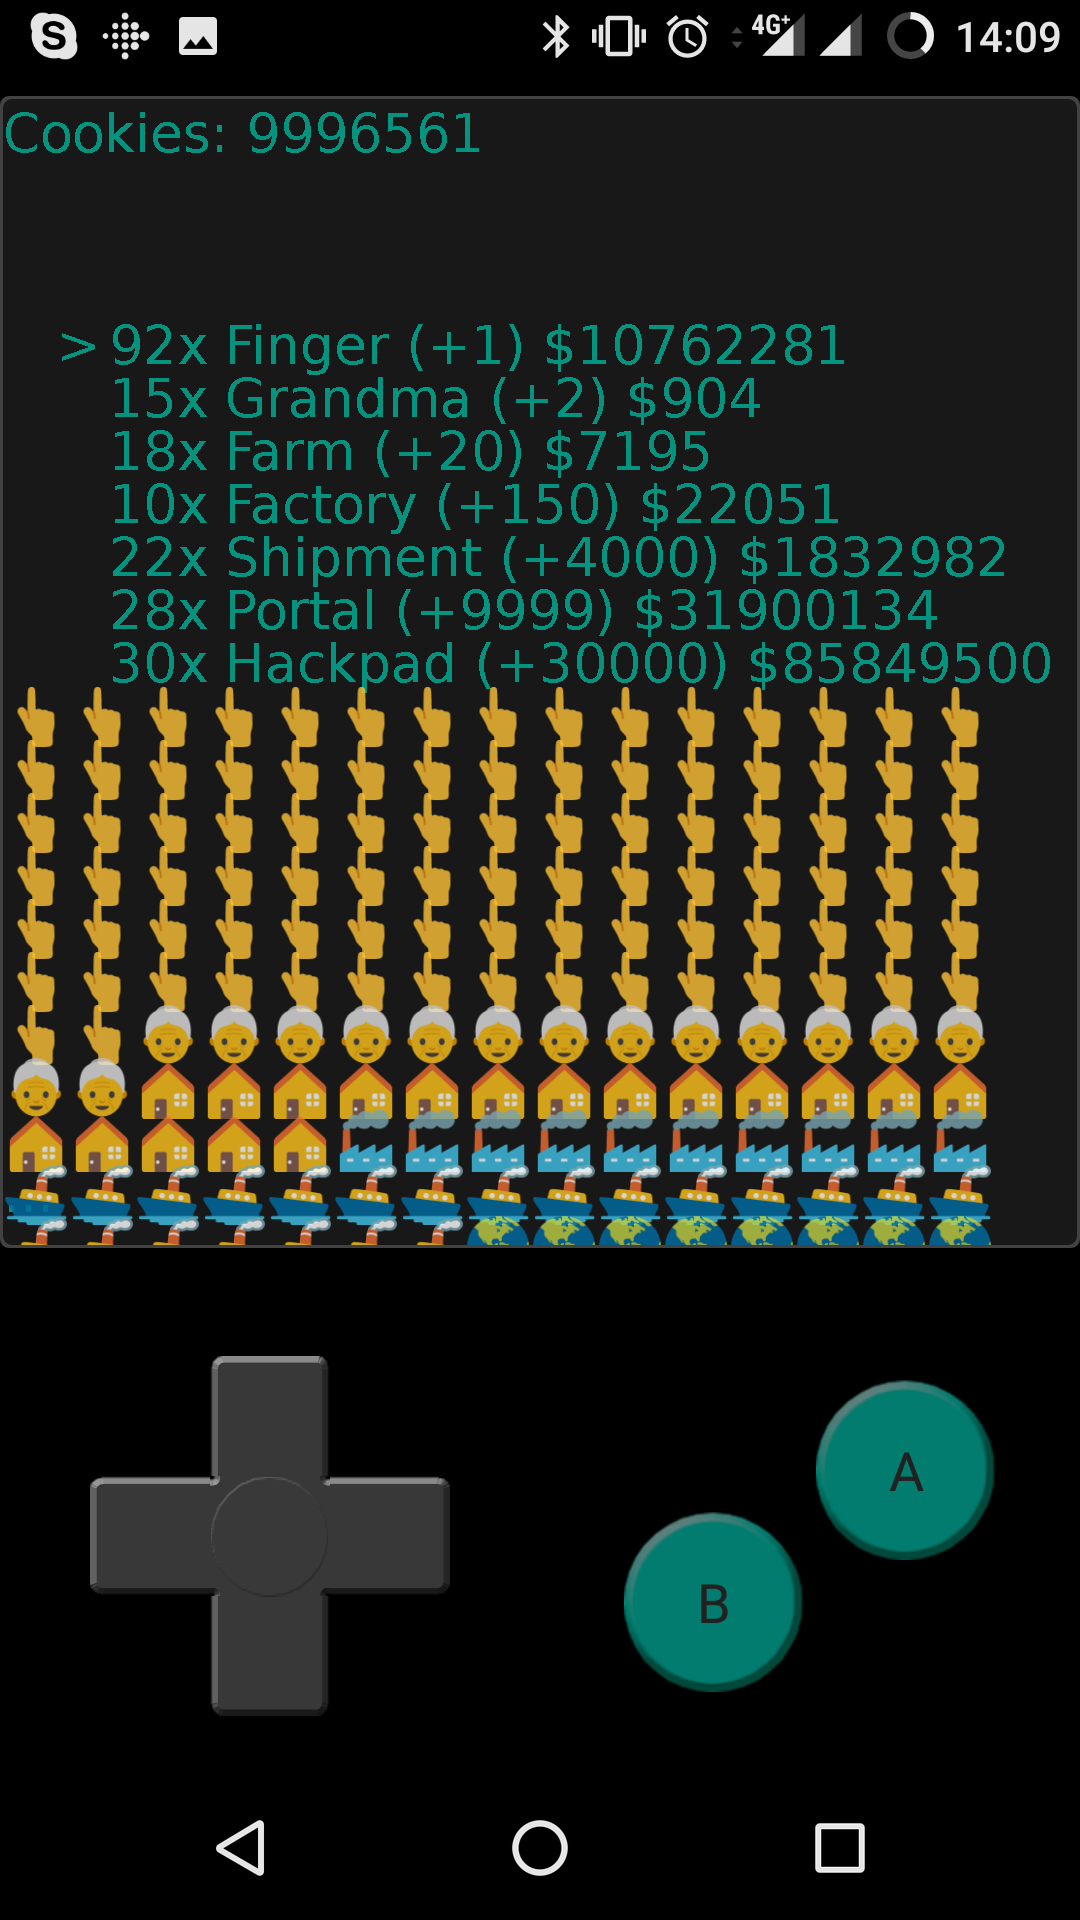 4G+ 14:09
Cookies: 9996561
> 92x Finger (+1) $10762281
15x Grandma (+2) $904
18x Farm (+20) $7195
10x Factory (+150) $22051
22x Shipment (+4000) $1832982
28x Portal (+9999) $31900134
30x Hackpad (+30000) $85849500
A
B